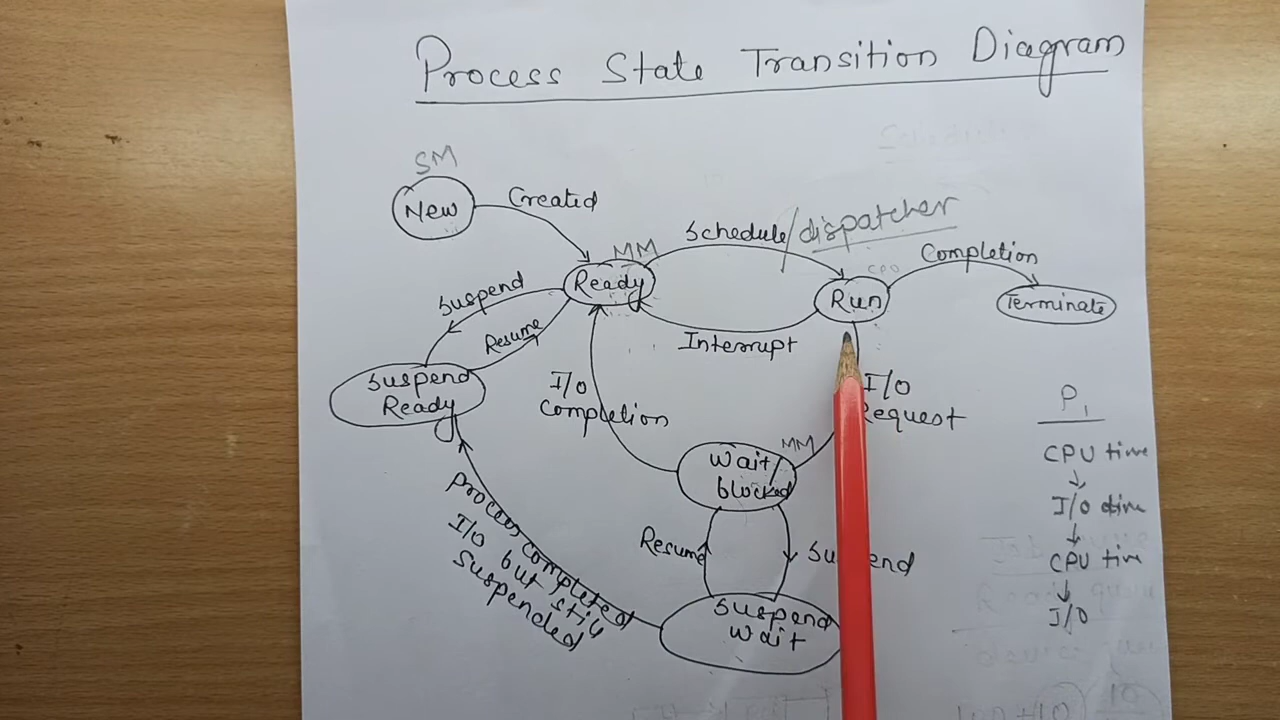 Process State Transition Diagram
SM
New
Created
MM
Ready
Schedule/dispatcher
CPU
Run
Completion
Terminate
Suspend
Resume
Interrupt
Suspend
Ready
I/O
Completion
I/O
Request
MM
Wait/
blocked
Resume
Suspend
Suspend
Wait
Process completed
I/O but still
Suspended
P1
CPU time
I/O time
CPU time
I/O